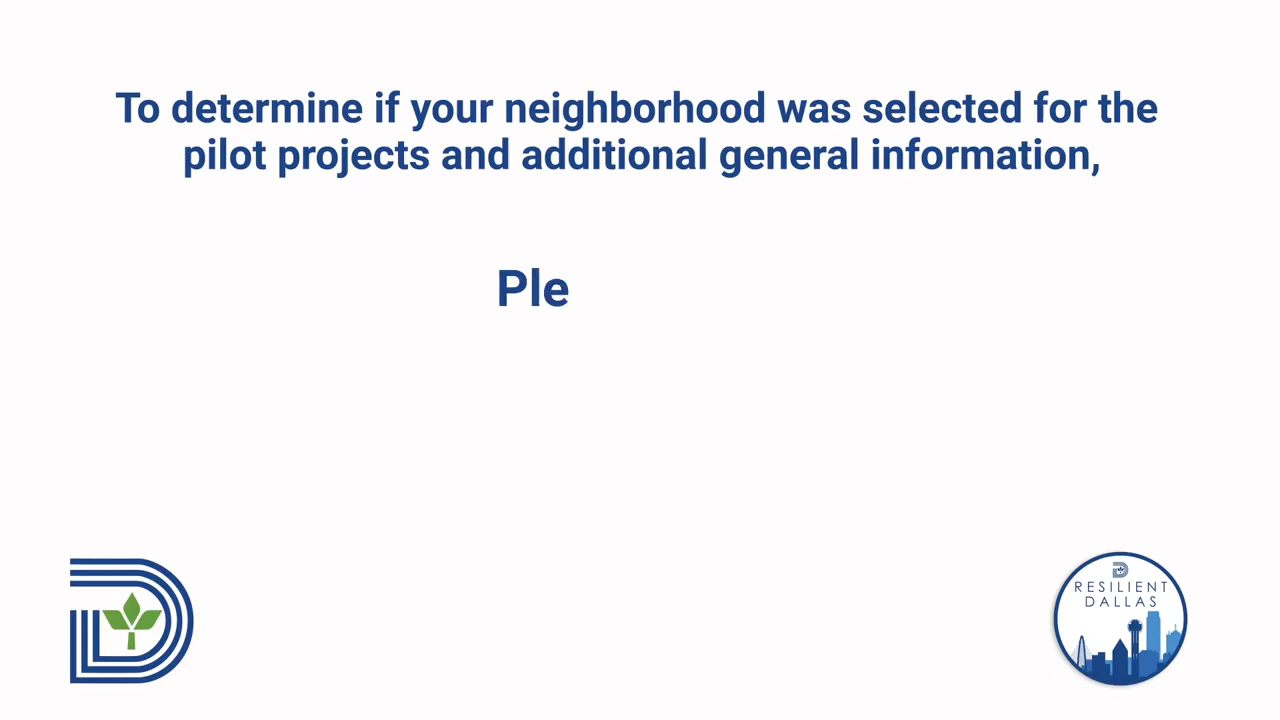 To determine if your neighborhood was selected for the
pilot projects and additional general information,
Ple
RESILIENT
DALLAS